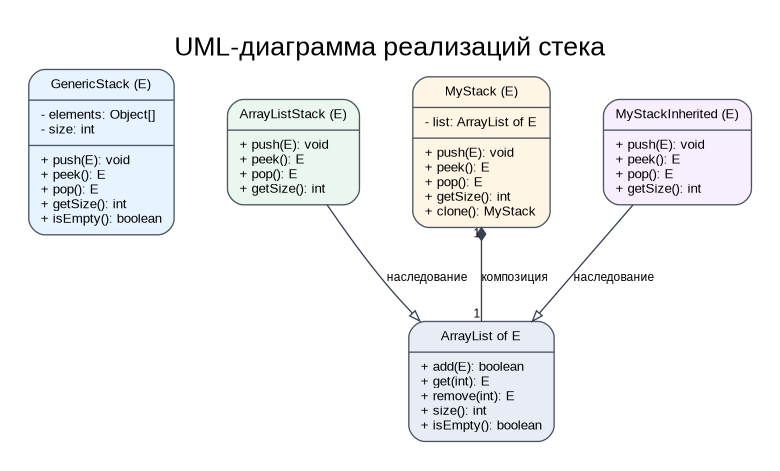 UML-диаграмма реализаций стека
GenericStack (E)
- elements: Object[]
- size: int
+ push(E): void
+ peek(): E
+ pop(): E
+ getSize(): int
+ isEmpty(): boolean
ArrayListStack (E)
+ push(E): void
+ peek(): E
+ pop(): E
+ getSize(): int
MyStack (E)
- list: ArrayList of E
+ push(E): void
+ peek(): E
+ pop(): E
+ getSize(): int
+ clone(): MyStack
MyStackInherited (E)
+ push(E): void
+ peek(): E
+ pop(): E
+ getSize(): int
1
наследование
композиция
наследование
1
ArrayList of E
+ add(E): boolean
+ get(int): E
+ remove(int): E
+ size(): int
+ isEmpty(): boolean